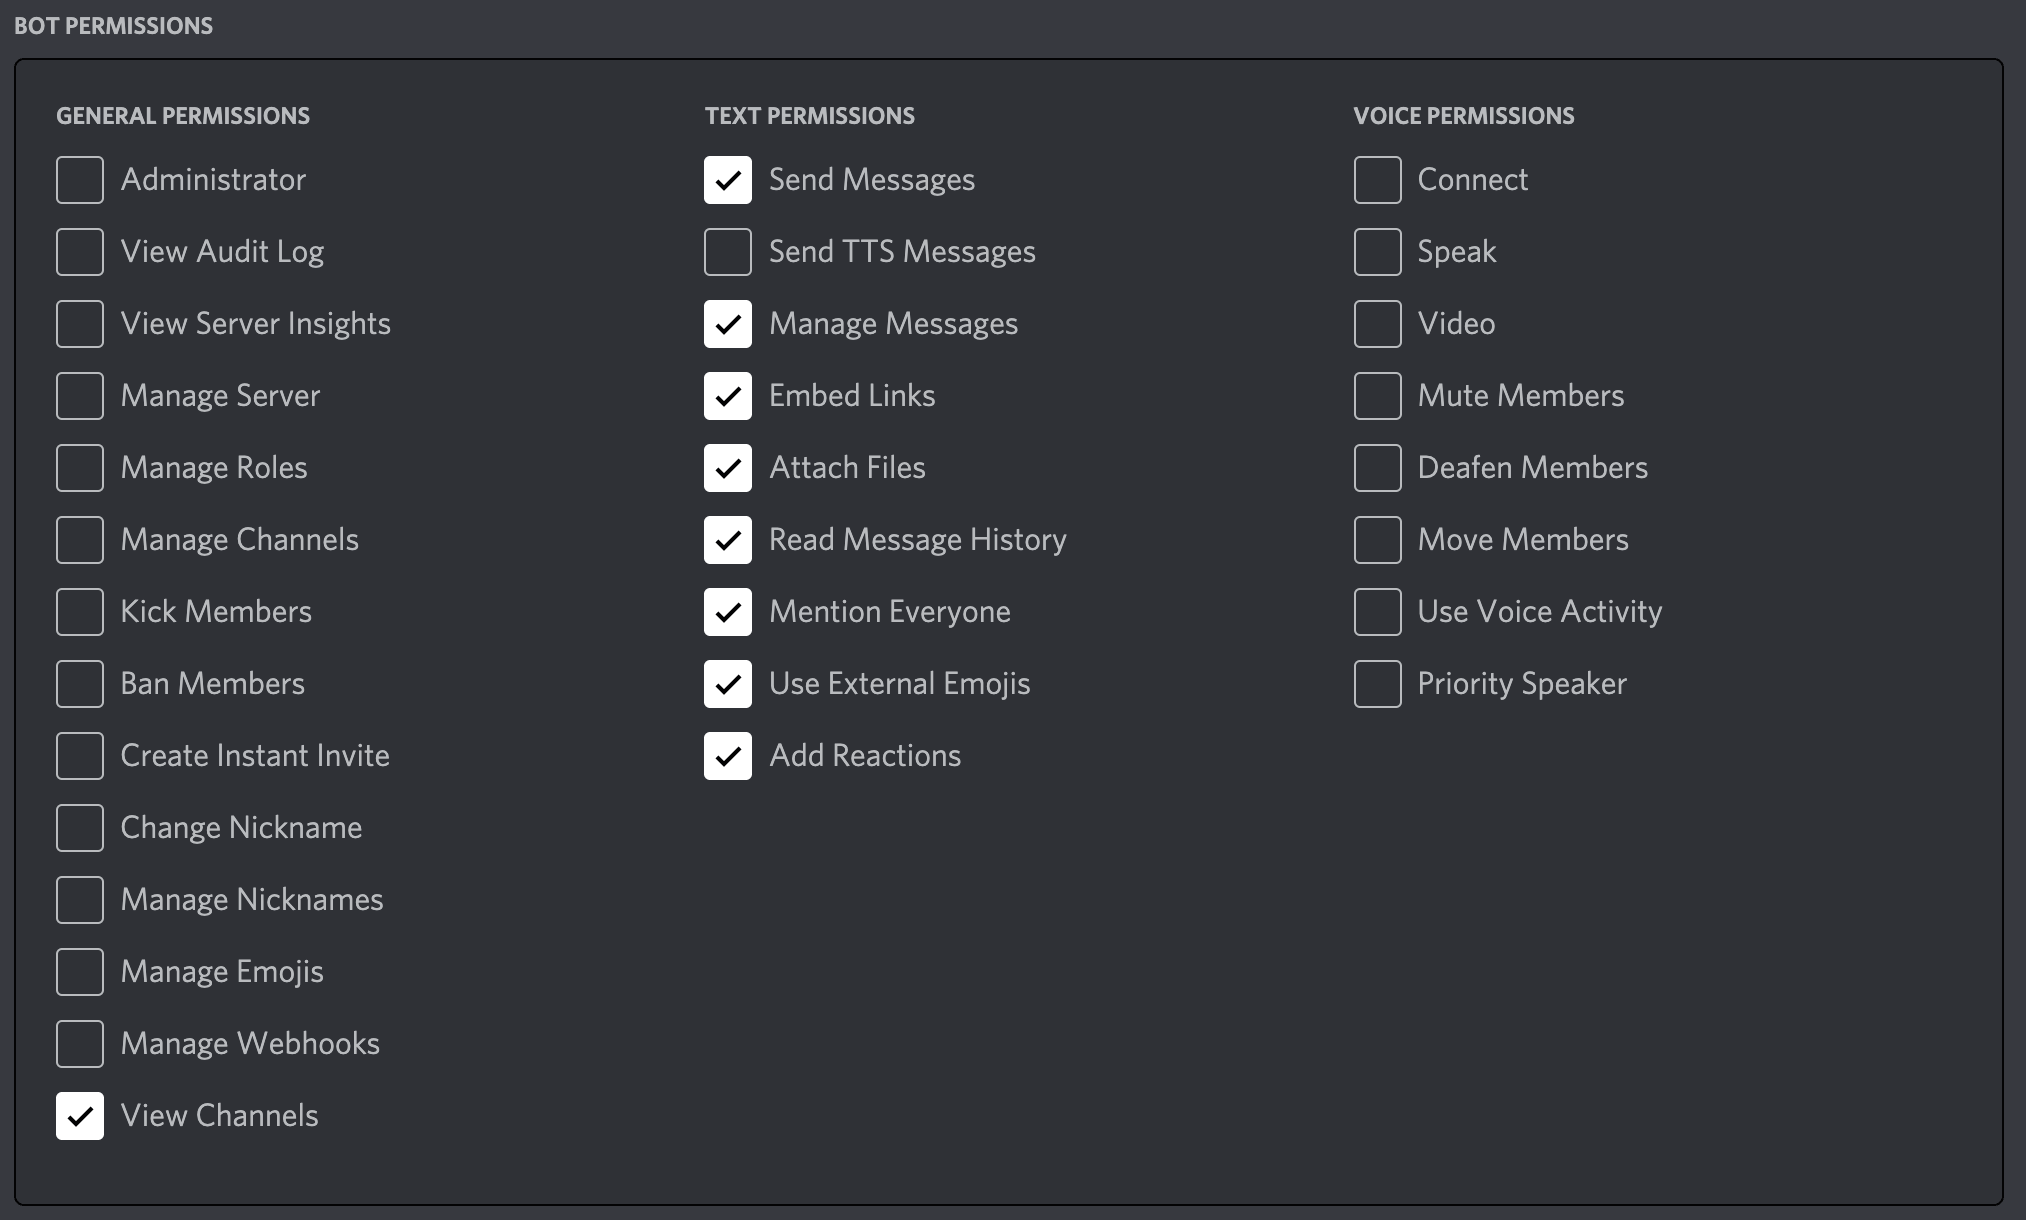 BOT PERMISSIONS
GENERAL PERMISSIONS
Administrator
View Audit Log
View Server Insights
Manage Server
Manage Roles
Manage Channels
Kick Members
Ban Members
Create Instant Invite
Change Nickname
Manage Nicknames
Manage Emojis
Manage Webhooks
View Channels
TEXT PERMISSIONS
Send Messages
Send TTS Messages
Manage Messages
Embed Links
Attach Files
Read Message History
Mention Everyone
Use External Emojis
Add Reactions
VOICE PERMISSIONS
Connect
Speak
Video
Mute Members
Deafen Members
Move Members
Use Voice Activity
Priority Speaker